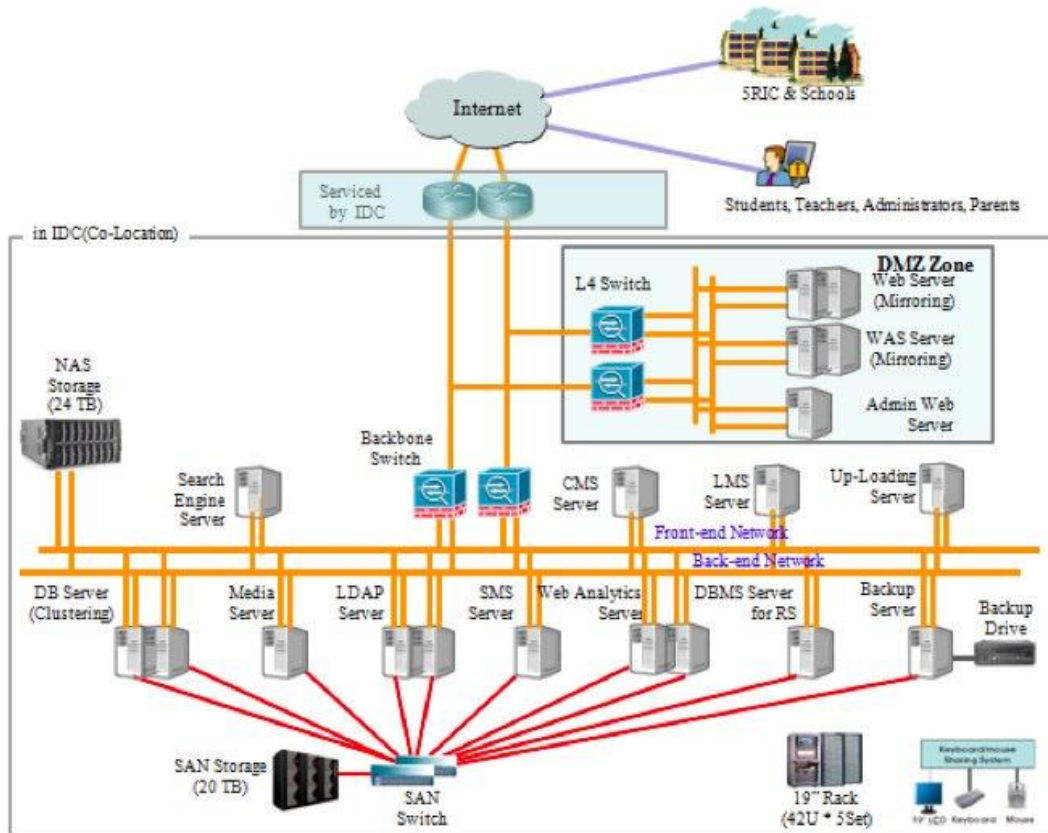 5RIC & Schools
Internet
Serviced
by IDC
Students, Teachers, Administrators, Parents
in IDC(Co-Location)
DMZ Zone
L4 Switch
Web Server
(Mirroring)
WAS Server
(Mirroring)
Admin Web
Server
NAS
Storage
(24 TB)
Backbone
Switch
Search
Engine
Server
CMS
Server
LMS
Server
Up-Loading
Server
Front-end Network
Back-end Network
DB Server
(Clustering)
Media
Server
LDAP
Server
SMS
Server
Web Analytics
Server
DBMS Server
for RS
Backup
Server
Backup
Drive
SAN Storage
(20 TB)
SAN
Switch
19" Rack
(42U * 5Set)
Keyboard/mouse
Sharing System
19" LCD
Keyboard
Mouse